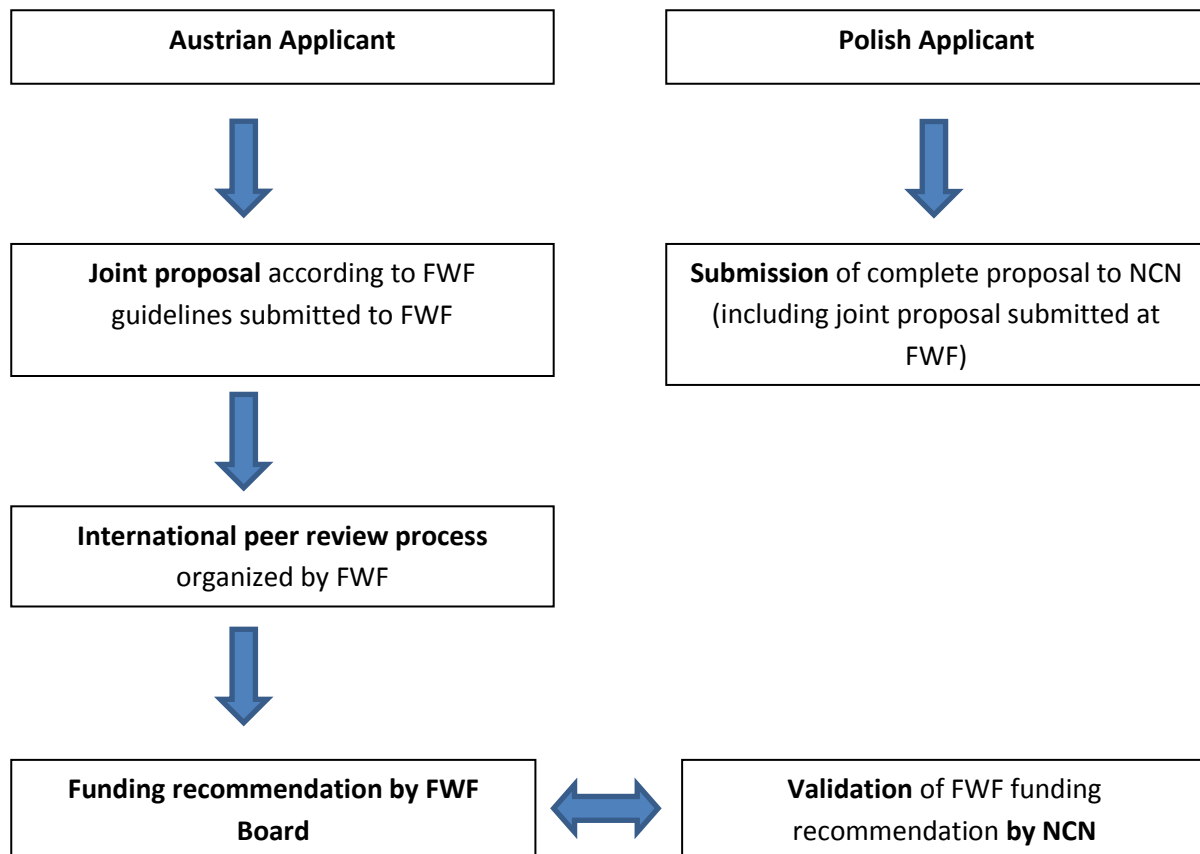 Austrian Applicant
Polish Applicant
Joint proposal according to FWF
guidelines submitted to FWF
Submission of complete proposal to NCN
(including joint proposal submitted at
FWF)
International peer review process
organized by FWF
Funding recommendation by FWF
Board
Validation of FWF funding
recommendation by NCN